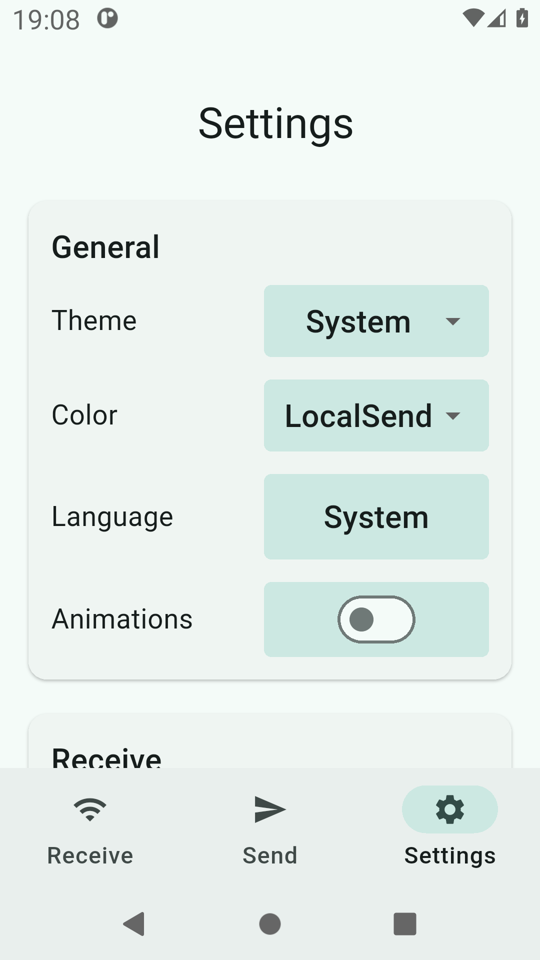 19:08
Settings
General
Theme
System
Color
LocalSend
Language
System
Animations
Receive
Receive
Send
Settings